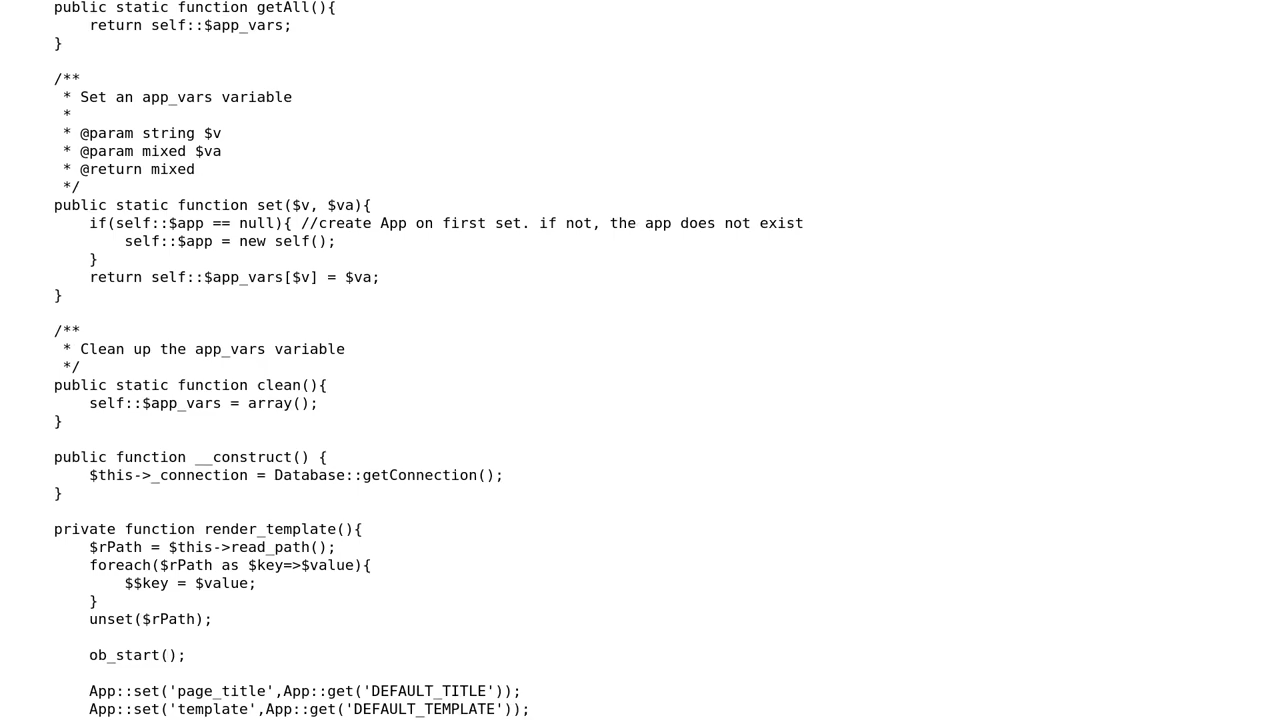 public static function getAll(){
    return self::$app_vars;
}

/**
 * Set an app_vars variable
 *
 * @param string $v
 * @param mixed $va
 * @return mixed
 */
public static function set($v, $va){
    if(self::$app == null){ //create App on first set. if not, the app does not exist
        self::$app = new self();
    }
    return self::$app_vars[$v] = $va;
}

/**
 * Clean up the app_vars variable
 */
public static function clean(){
    self::$app_vars = array();
}

public function __construct() {
    $this->_connection = Database::getConnection();
}

private function render_template(){
    $rPath = $this->read_path();
    foreach($rPath as $key=>$value){
        $$key = $value;
    }
    unset($rPath);

    ob_start();

    App::set('page_title',App::get('DEFAULT_TITLE'));
    App::set('template',App::get('DEFAULT_TEMPLATE'));